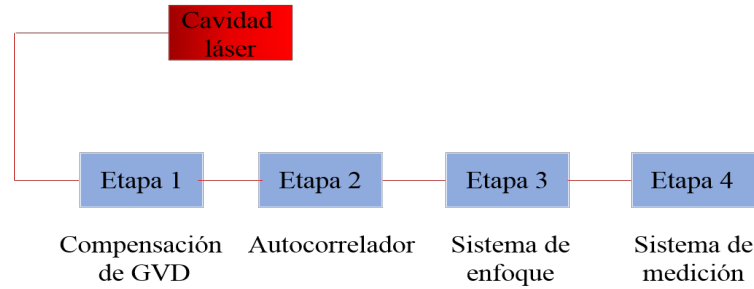 Cavidad
láser
Etapa 1
Etapa 2
Etapa 3
Etapa 4
Compensación
de GVD
Autocorrelador
Sistema de
enfoque
Sistema de
medición